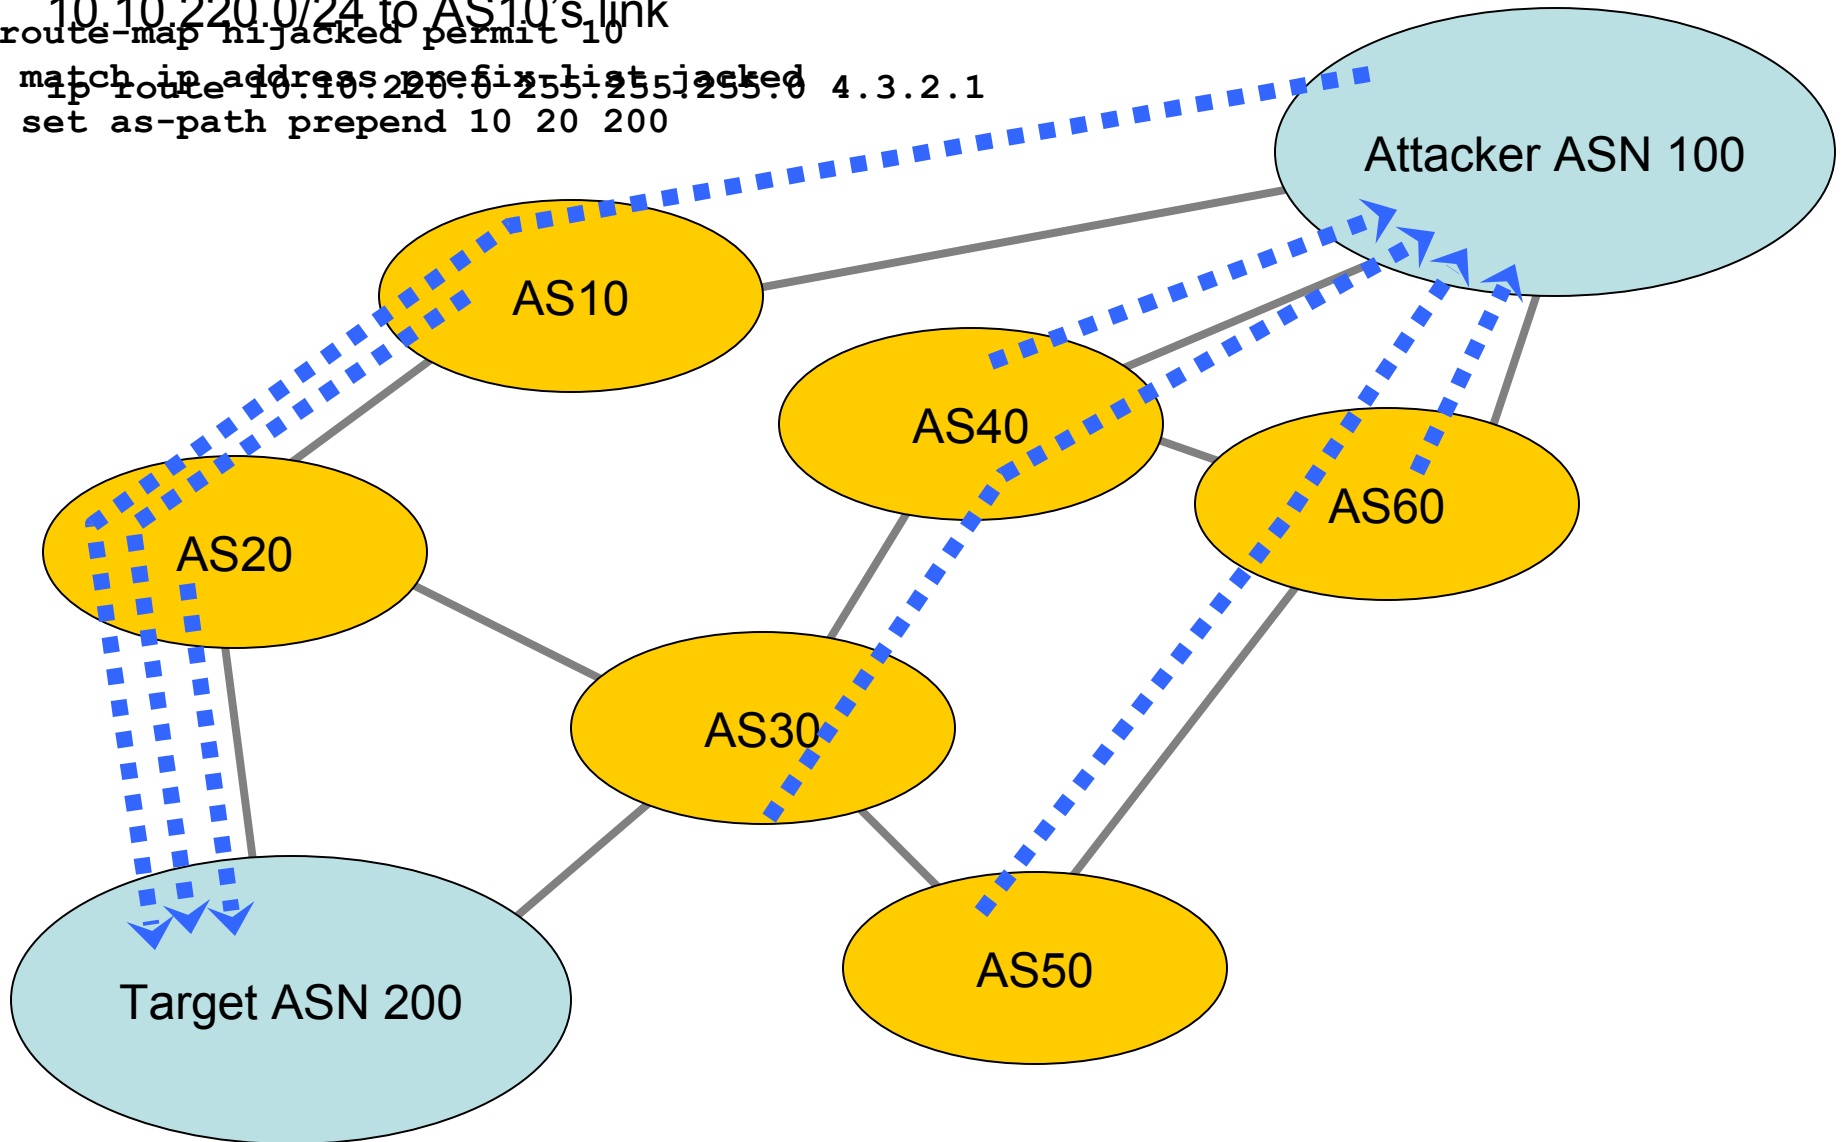 10.10.220.0/24 to AS10's link
route-map hijacked permit 10
match ip address prefix-list jacked
ip route 10.10.220.0 255.255.255.0 4.3.2.1
set as-path prepend 10 20 200
Attacker ASN 100
AS10
AS40
AS60
AS20
AS30
AS50
Target ASN 200